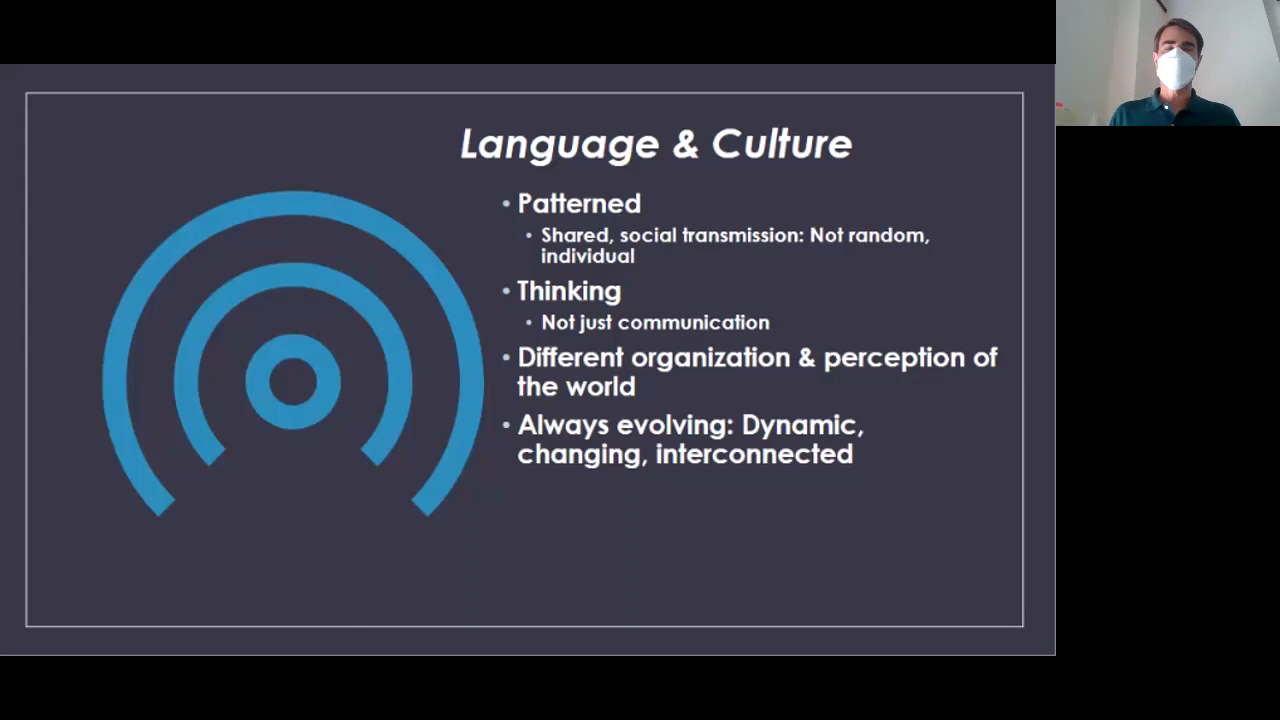 Language & Culture
• Patterned
• Shared, social transmission: Not random,
individual
• Thinking
• Not just communication
• Different organization & perception of
the world
• Always evolving: Dynamic,
changing, interconnected